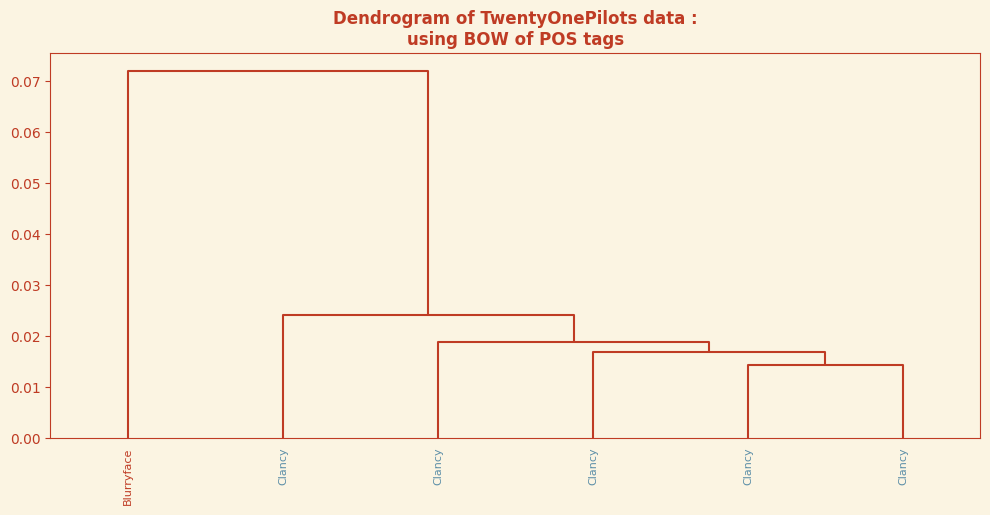 Dendrogram of TwentyOnePilots data :
using BOW of POS tags
0.07
0.06
0.05
0.04
0.03
0.02
0.01
0.00
Blurryface
Clancy
Clancy
Clancy
Clancy
Clancy